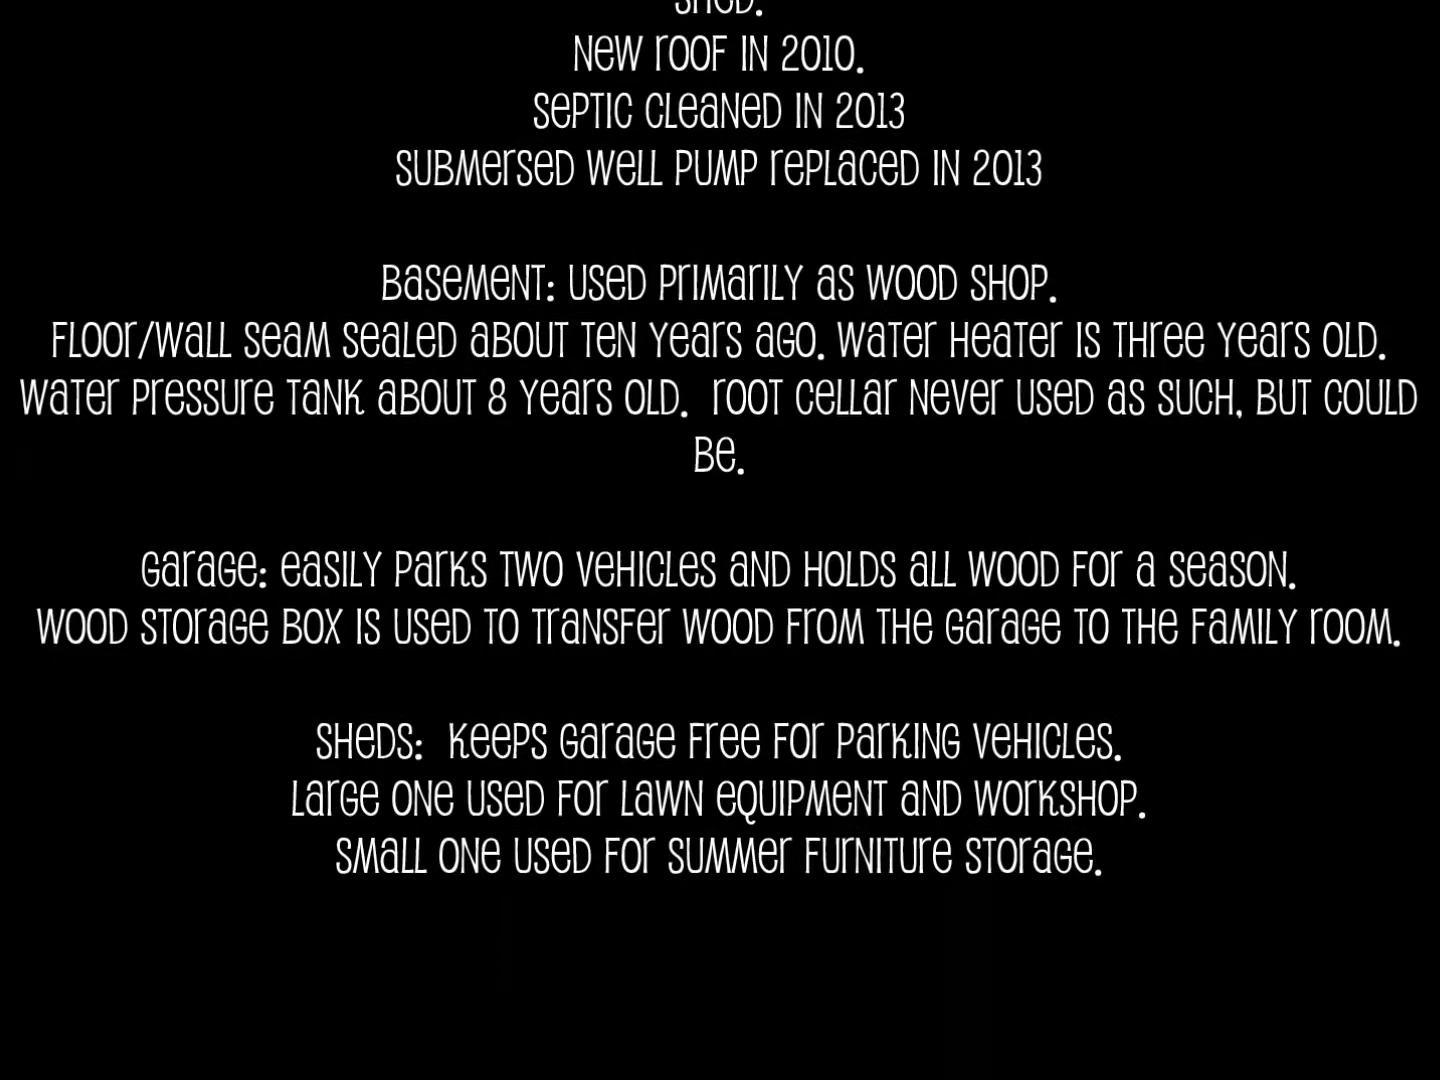 SHED.
New roof in 2010.
Septic cleaned in 2013
Submersed well pump replaced in 2013
Basement: Used primarily as wood shop.
Floor/wall seam sealed about ten years ago. Water heater is three years old.
Water pressure tank about 8 years old.  Root cellar never used as such, but could
be.
Garage: Easily parks two vehicles and holds all wood for a season.
Wood storage box is used to transfer wood from the garage to the family room.
Sheds:  Keeps garage free for parking vehicles.
Large one used for lawn equipment and workshop.
Small one used for summer furniture storage.